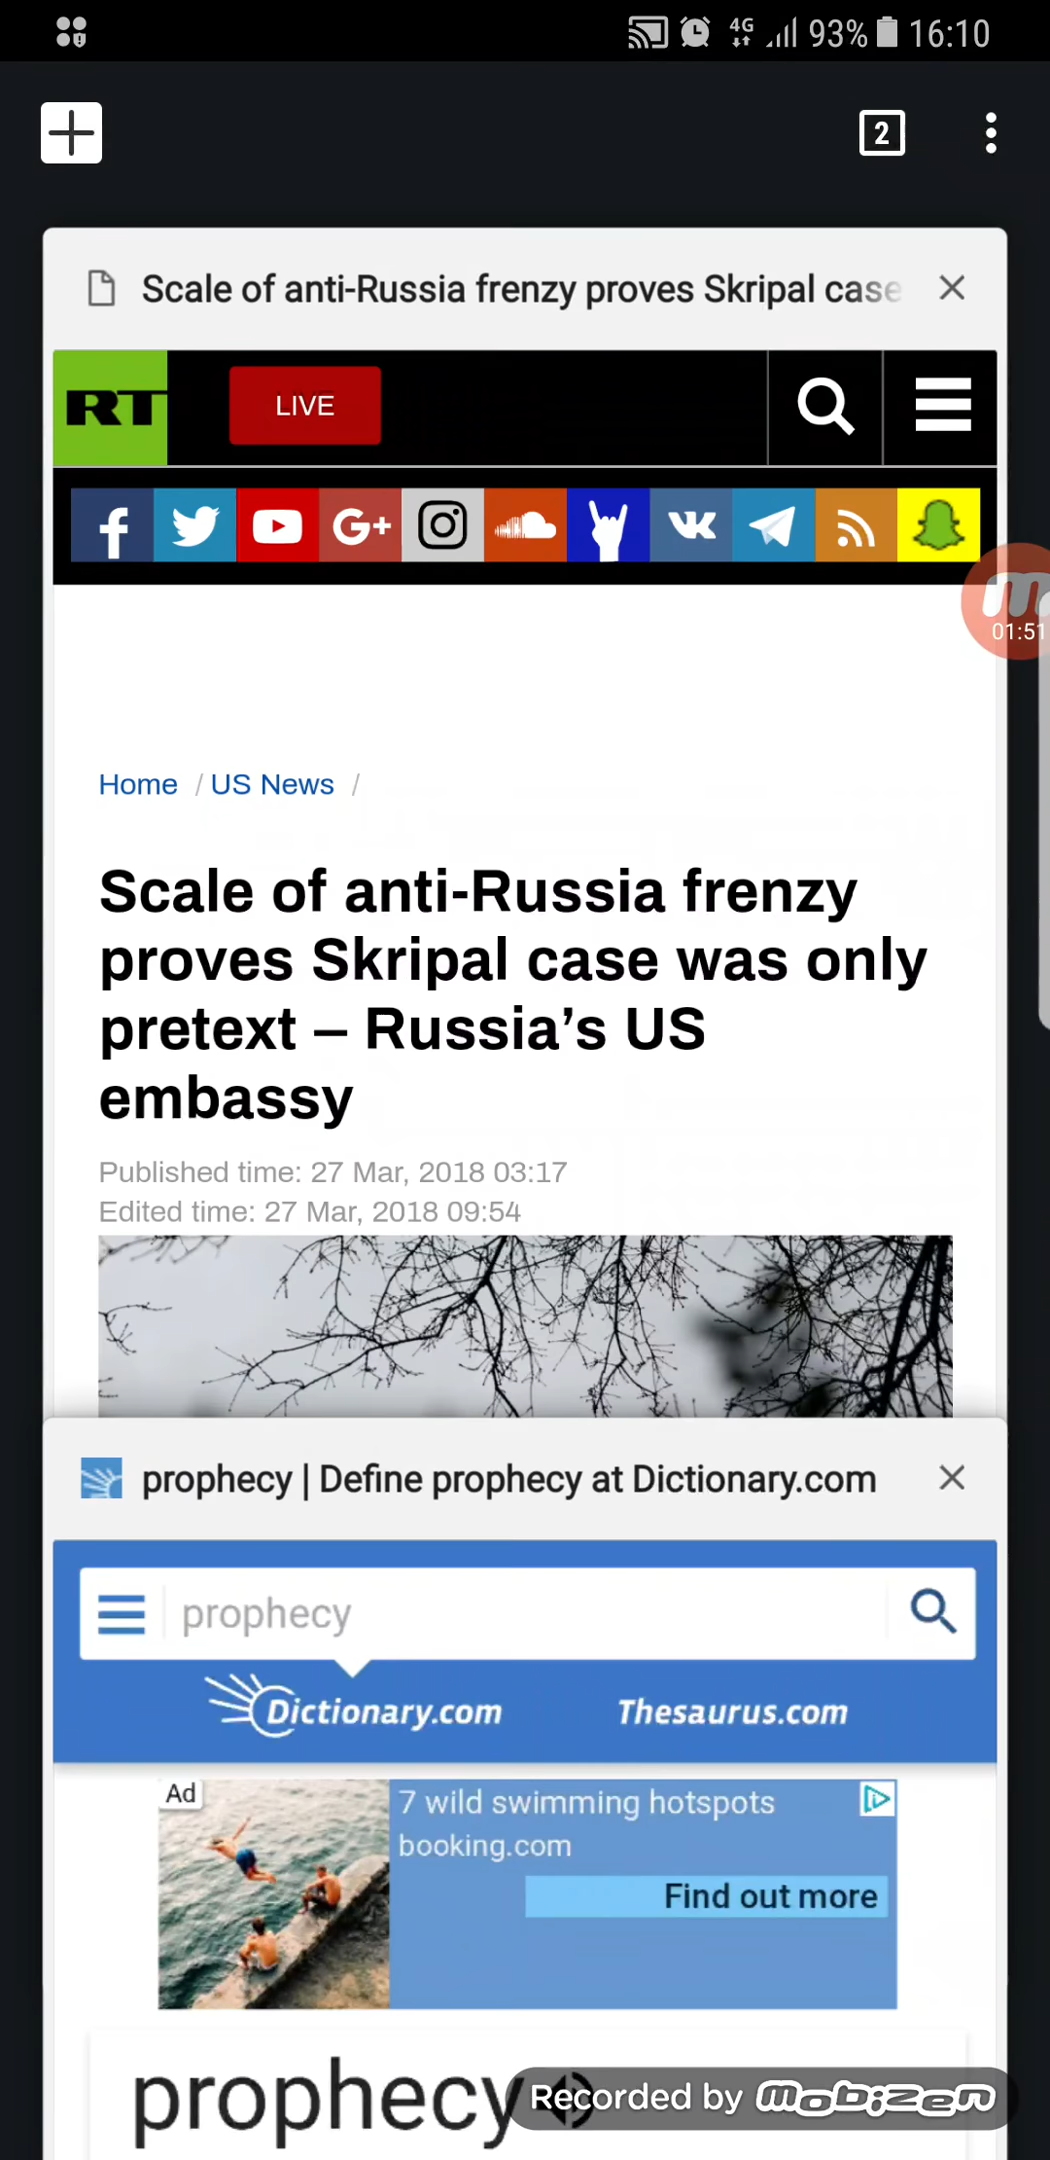 4G 93% 16:10
2
Scale of anti-Russia frenzy proves Skripal case
RT LIVE
f G+
01:51
Home / US News /
Scale of anti-Russia frenzy
proves Skripal case was only
pretext – Russia’s US
embassy
Published time: 27 Mar, 2018 03:17
Edited time: 27 Mar, 2018 09:54
prophecy | Define prophecy at Dictionary.com
prophecy
Dictionary.com Thesaurus.com
Ad
7 wild swimming hotspots
booking.com
Find out more
prophecy
Recorded by mobizen